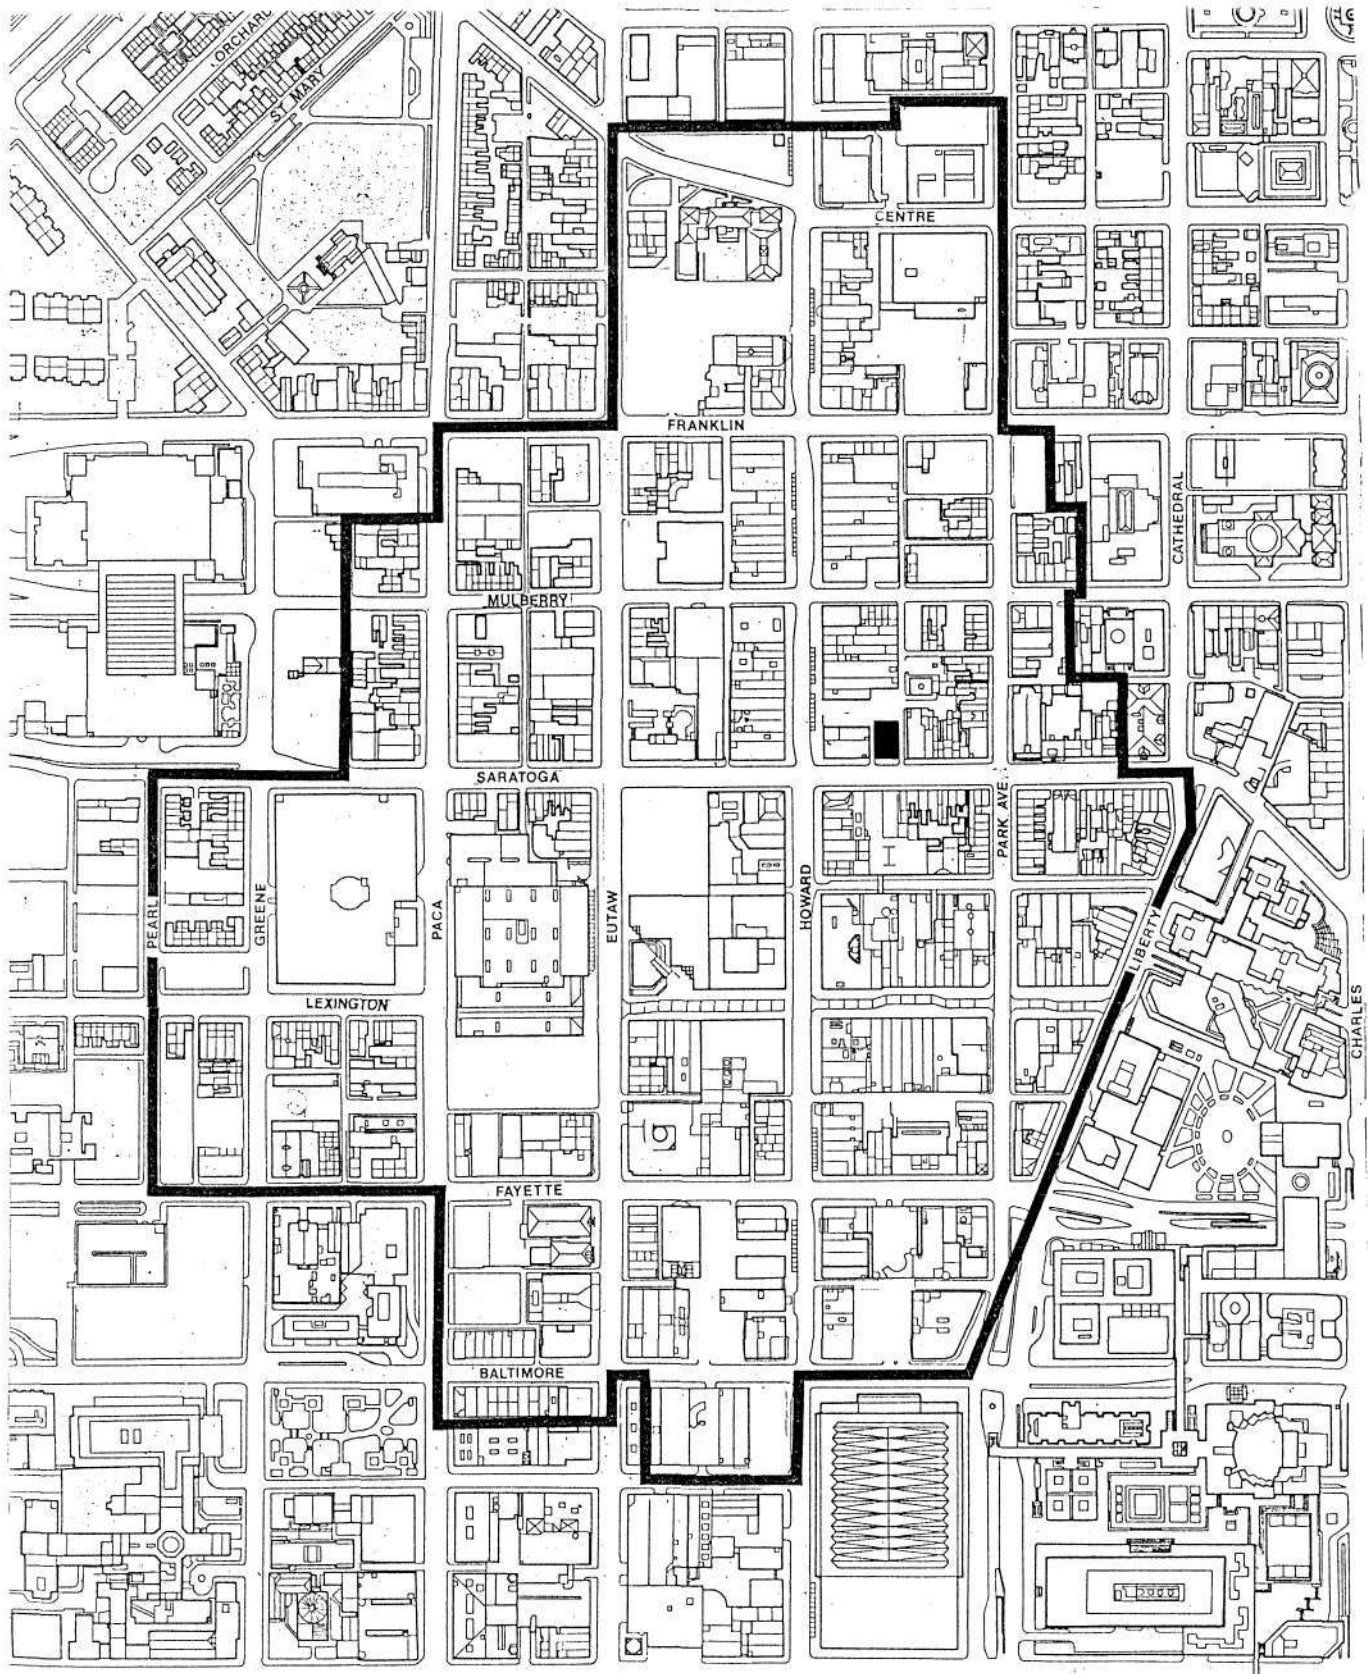 ORCHARD
ST MARY
CENTRE
FRANKLIN
CATHEDRAL
MULBERRY
SARATOGA
PARK AVE.
PEARL
GREENE
PACA
EUTAW
HOWARD
LIBERTY
LEXINGTON
CHARLES
FAYETTE
BALTIMORE